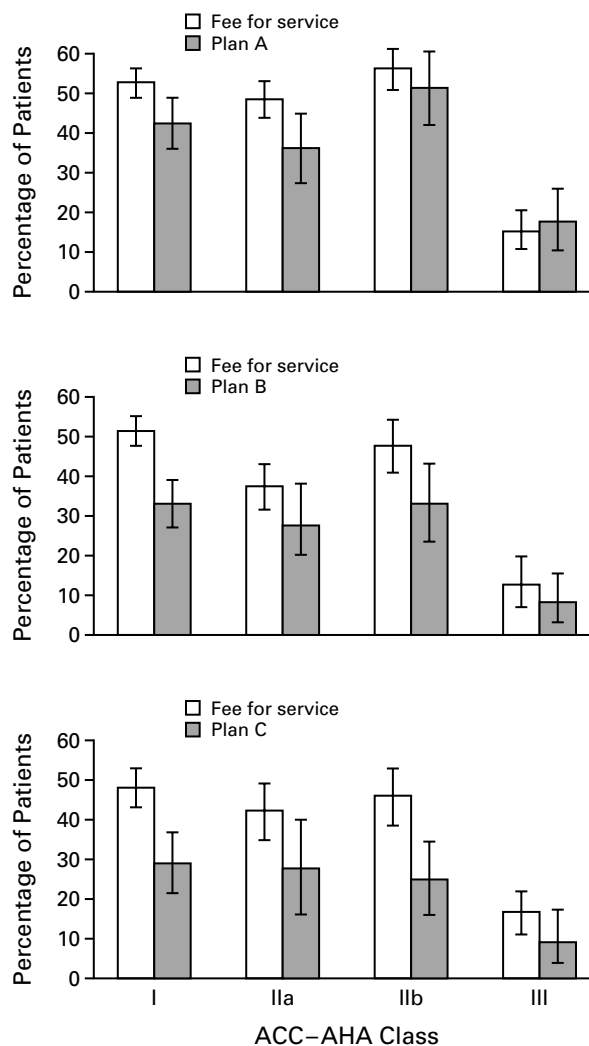 Fee for service
Plan A
Percentage of Patients
60
50
40
30
20
10
0
Fee for service
Plan B
Percentage of Patients
60
50
40
30
20
10
0
Fee for service
Plan C
Percentage of Patients
60
50
40
30
20
10
0
I IIa IIb III
ACC–AHA Class